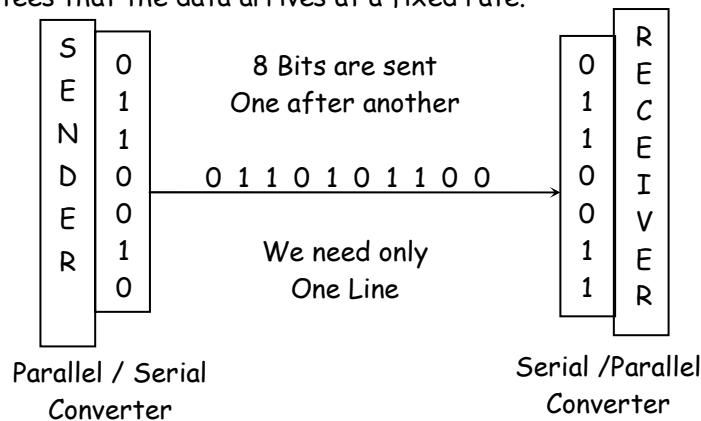 tees that the data arrives at a fixed rate.
S
E
N
D
E
R
0
1
1
0
0
1
0
8 Bits are sent
One after another
0 1 1 0 1 0 1 1 0 0
We need only
One Line
0
1
1
0
0
1
1
R
E
C
E
I
V
E
R
Parallel / Serial
Converter
Serial /Parallel
Converter